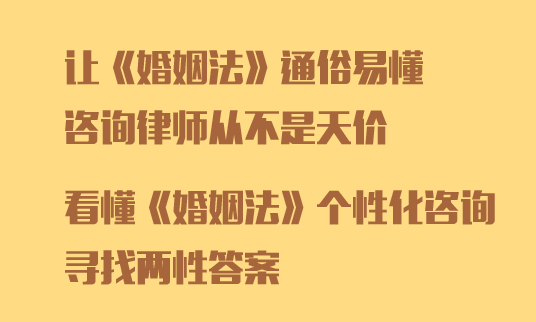 让《婚姻法》通俗易懂
咨询律师从不是天价
看懂《婚姻法》个性化咨询
寻找两性答案